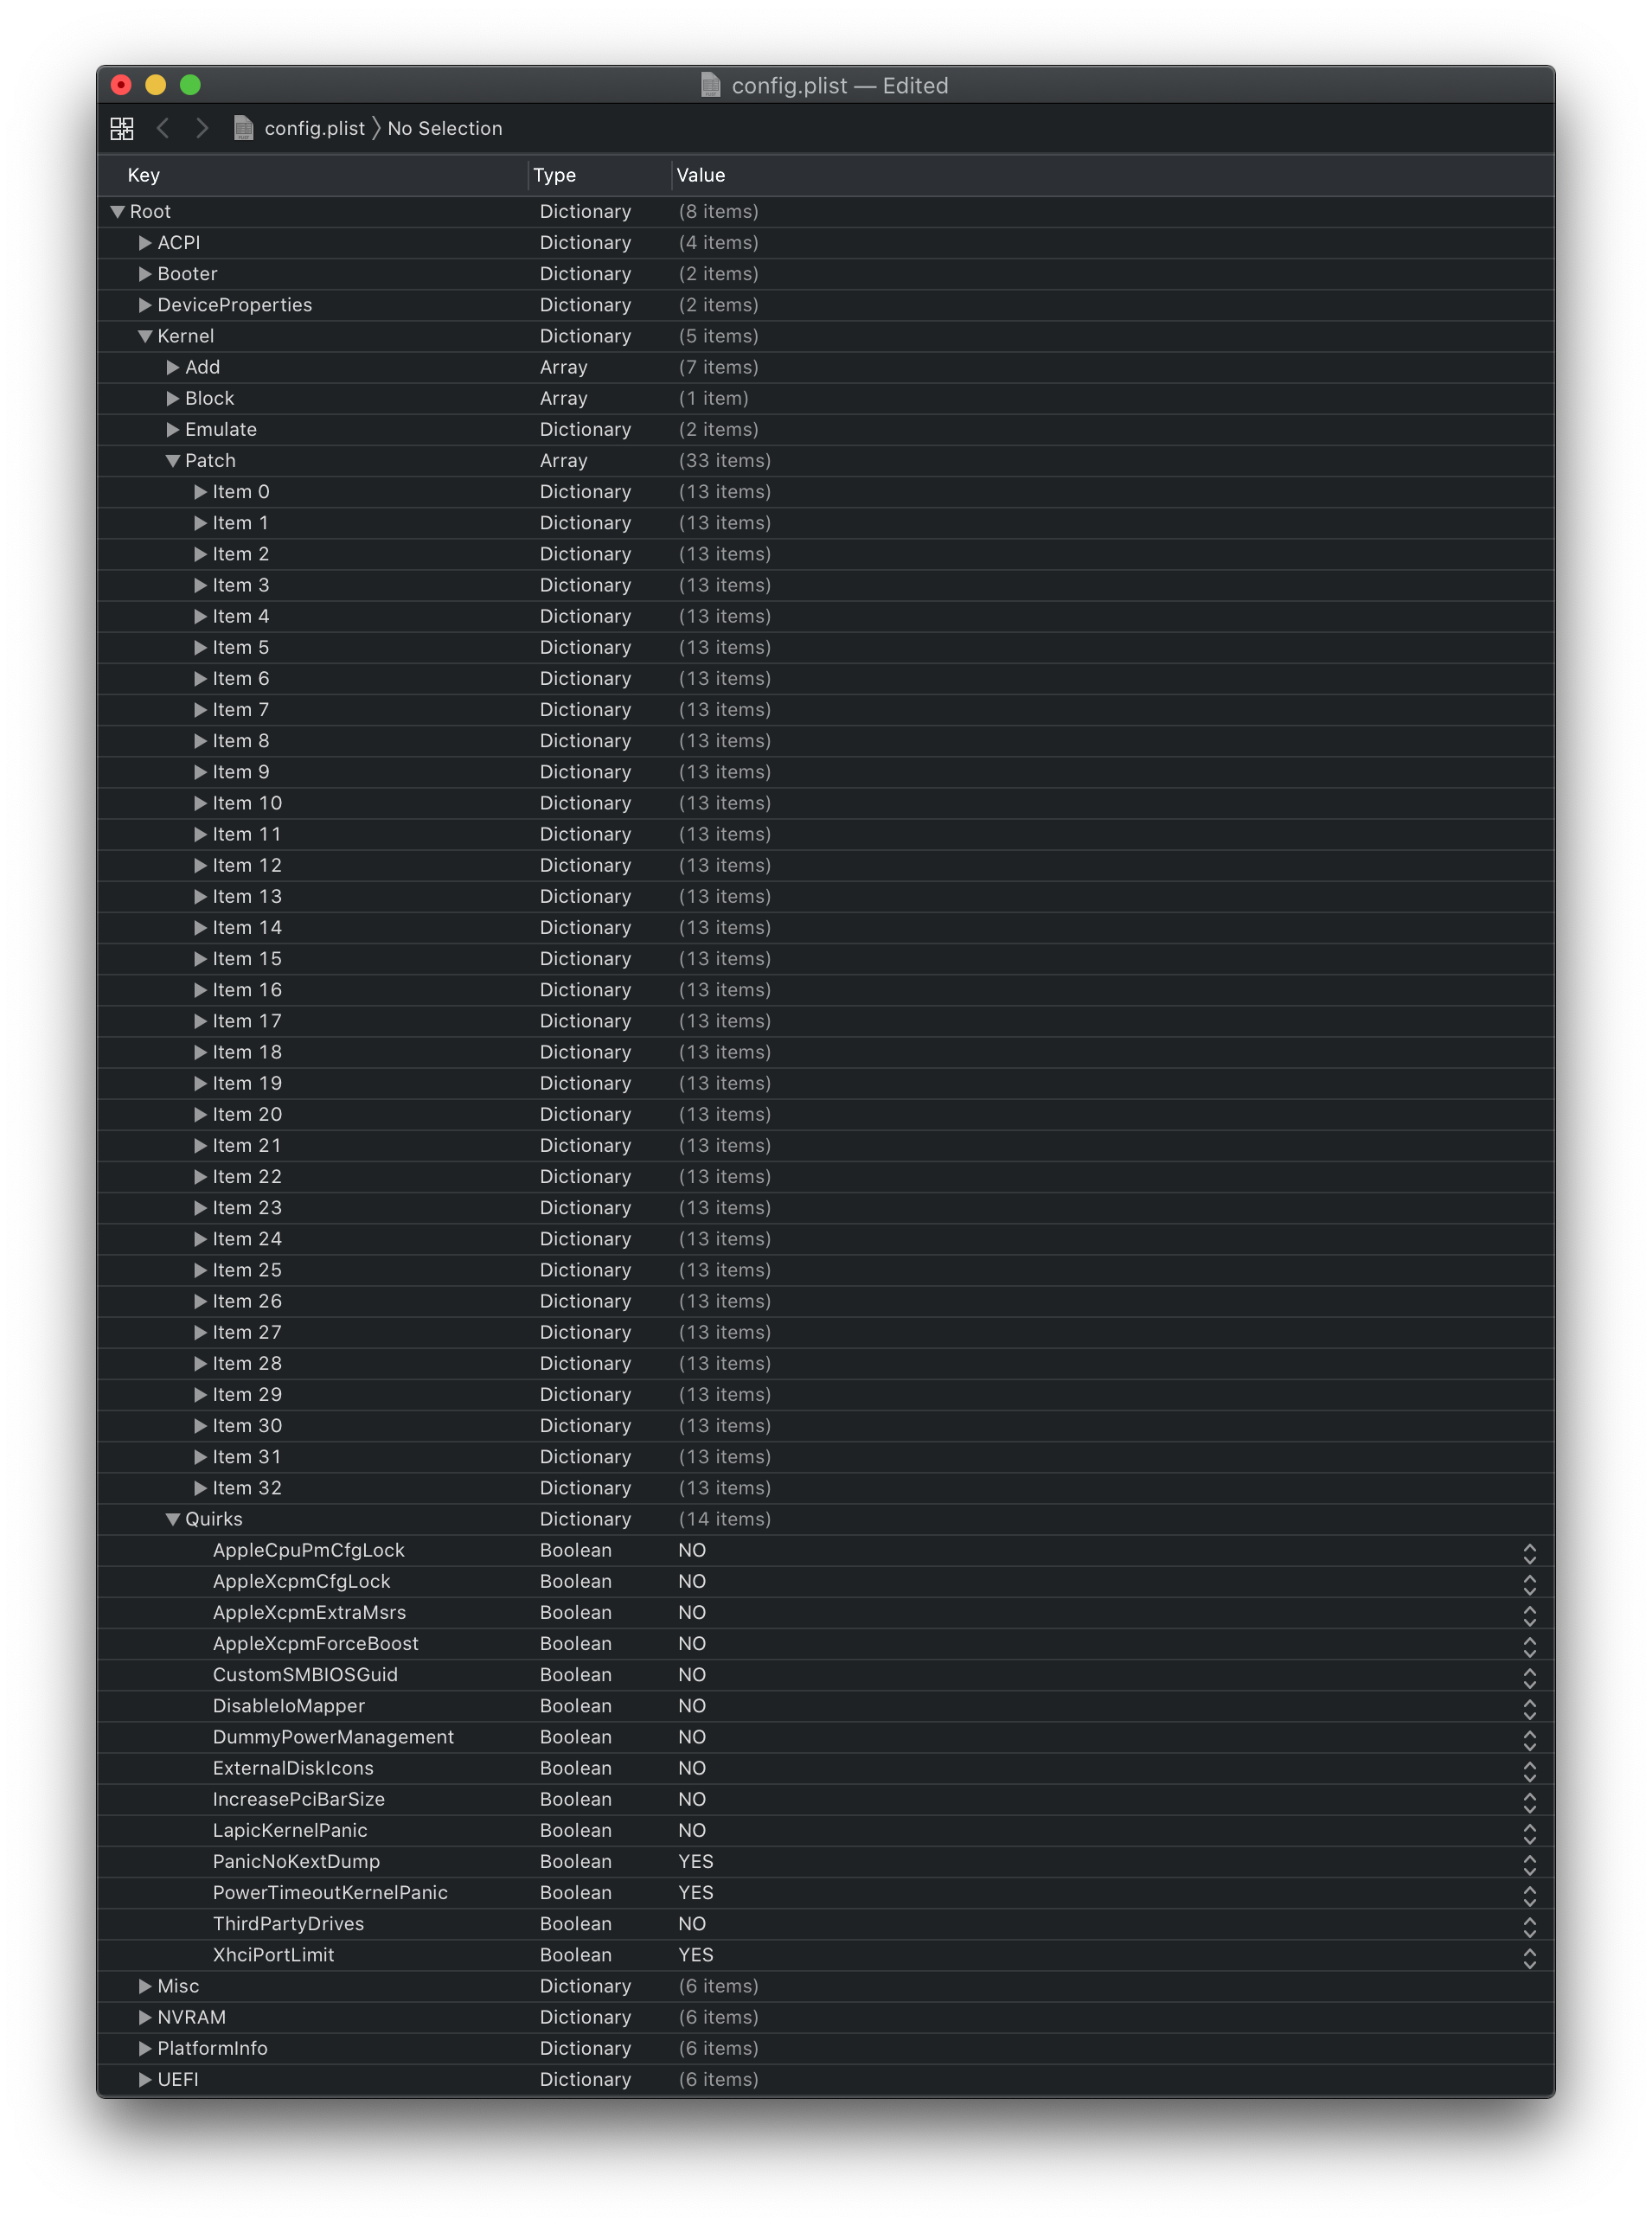 config.plist — Edited
config.plist 〉 No Selection
Key Type Value
Root Dictionary (8 items)
ACPI Dictionary (4 items)
Booter Dictionary (2 items)
DeviceProperties Dictionary (2 items)
Kernel Dictionary (5 items)
Add Array (7 items)
Block Array (1 item)
Emulate Dictionary (2 items)
Patch Array (33 items)
Item 0 Dictionary (13 items)
Item 1 Dictionary (13 items)
Item 2 Dictionary (13 items)
Item 3 Dictionary (13 items)
Item 4 Dictionary (13 items)
Item 5 Dictionary (13 items)
Item 6 Dictionary (13 items)
Item 7 Dictionary (13 items)
Item 8 Dictionary (13 items)
Item 9 Dictionary (13 items)
Item 10 Dictionary (13 items)
Item 11 Dictionary (13 items)
Item 12 Dictionary (13 items)
Item 13 Dictionary (13 items)
Item 14 Dictionary (13 items)
Item 15 Dictionary (13 items)
Item 16 Dictionary (13 items)
Item 17 Dictionary (13 items)
Item 18 Dictionary (13 items)
Item 19 Dictionary (13 items)
Item 20 Dictionary (13 items)
Item 21 Dictionary (13 items)
Item 22 Dictionary (13 items)
Item 23 Dictionary (13 items)
Item 24 Dictionary (13 items)
Item 25 Dictionary (13 items)
Item 26 Dictionary (13 items)
Item 27 Dictionary (13 items)
Item 28 Dictionary (13 items)
Item 29 Dictionary (13 items)
Item 30 Dictionary (13 items)
Item 31 Dictionary (13 items)
Item 32 Dictionary (13 items)
Quirks Dictionary (14 items)
AppleCpuPmCfgLock Boolean NO
AppleXcpmCfgLock Boolean NO
AppleXcpmExtraMsrs Boolean NO
AppleXcpmForceBoost Boolean NO
CustomSMBIOSGuid Boolean NO
DisableIoMapper Boolean NO
DummyPowerManagement Boolean NO
ExternalDiskIcons Boolean NO
IncreasePciBarSize Boolean NO
LapicKernelPanic Boolean NO
PanicNoKextDump Boolean YES
PowerTimeoutKernelPanic Boolean YES
ThirdPartyDrives Boolean NO
XhciPortLimit Boolean YES
Misc Dictionary (6 items)
NVRAM Dictionary (6 items)
PlatformInfo Dictionary (6 items)
UEFI Dictionary (6 items)